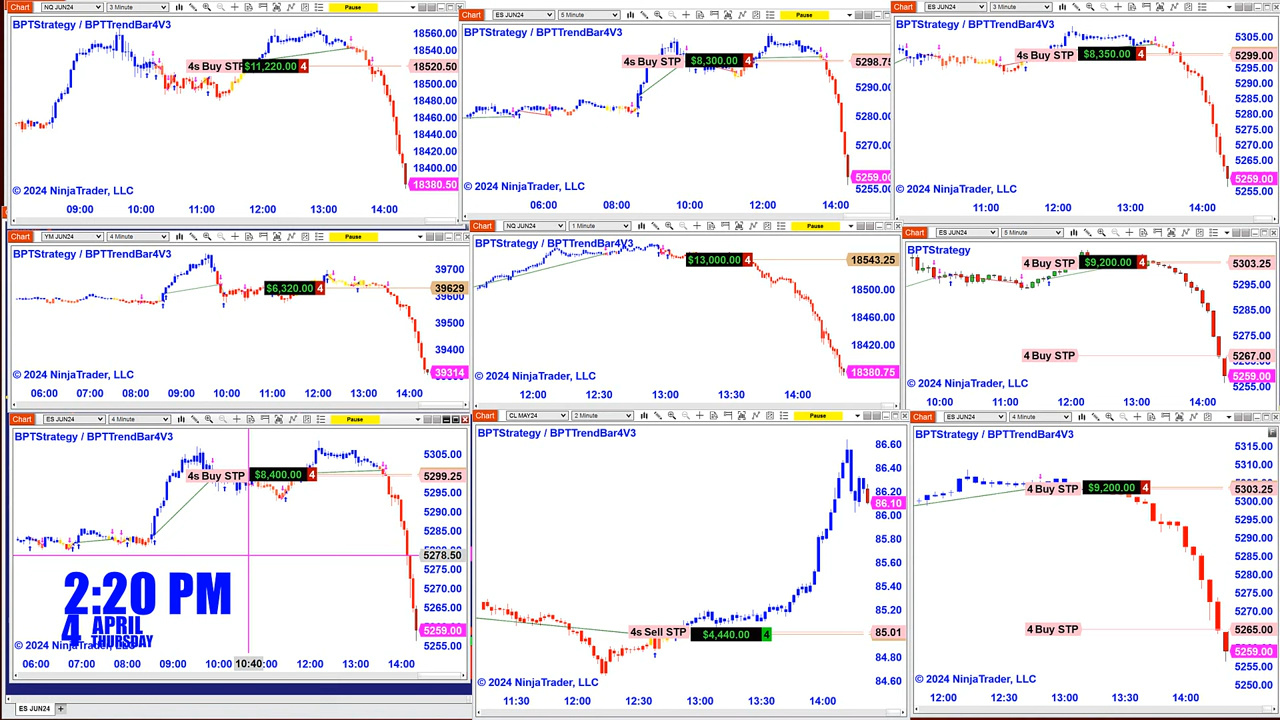 Chart NQ JUN24 3 Minute Pause
BPTStrategy / BPTTrendBar4V3
4s Buy STP $11,220.00 4
18560.00
18540.00
18520.50
18500.00
18480.00
18460.00
18440.00
18420.00
18400.00
18380.50
© 2024 NinjaTrader, LLC
09:00 10:00 11:00 12:00 13:00 14:00
Chart ES JUN24 5 Minute Pause
BPTStrategy / BPTTrendBar4V3
4s Buy STP $8,300.00 4
5298.75
5290.00
5280.00
5270.00
5259.00
5255.00
© 2024 NinjaTrader, LLC
06:00 08:00 10:00 12:00 14:00
Chart ES JUN24 3 Minute
BPTStrategy / BPTTrendBar4V3
4s Buy STP $8,350.00 4
5305.00
5299.00
5295.00
5290.00
5285.00
5280.00
5275.00
5270.00
5265.00
5259.00
5255.00
© 2024 NinjaTrader, LLC
11:00 12:00 13:00 14:00
Chart YM JUN24 4 Minute Pause
BPTStrategy / BPTTrendBar4V3
$6,320.00 4
39700
39629
39600
39500
39400
39314
© 2024 NinjaTrader, LLC
06:00 07:00 08:00 09:00 10:00 11:00 12:00 13:00 14:00
Chart NQ JUN24 1 Minute Pause
BPTStrategy / BPTTrendBar4V3
$13,000.00 4
18543.25
18500.00
18460.00
18420.00
18380.75
© 2024 NinjaTrader, LLC
12:00 12:30 13:00 13:30 14:00
Chart ES JUN24 5 Minute
BPTStrategy
4 Buy STP $9,200.00 4
5303.25
5295.00
5285.00
5275.00
4 Buy STP
5267.00
5259.00
5255.00
© 2024 NinjaTrader, LLC
10:00 11:00 12:00 13:00 14:00
Chart ES JUN24 4 Minute Pause
BPTStrategy / BPTTrendBar4V3
4s Buy STP $8,400.00 4
5305.00
5299.25
5295.00
5290.00
5285.00
5278.50
5275.00
5270.00
5265.00
5259.00
5255.00
2:20 PM
4 APRIL
THURSDAY
© 2024 NinjaTrader, LLC
06:00 07:00 08:00 09:00 10:00 10:40 11:00 12:00 13:00 14:00
ES JUN24 +
Chart CL MAY24 2 Minute Pause
BPTStrategy / BPTTrendBar4V3
86.60
86.40
86.20
86.10
86.00
85.80
85.60
85.40
85.20
4s Sell STP $4,440.00 4
85.01
84.80
84.60
© 2024 NinjaTrader, LLC
11:30 12:00 12:30 13:00 13:30 14:00
Chart ES JUN24 4 Minute
BPTStrategy / BPTTrendBar4V3
F
5315.00
5310.00
5305.00
4 Buy STP $9,200.00 4
5303.25
5300.00
5295.00
5290.00
5285.00
5280.00
5275.00
5270.00
4 Buy STP
5265.00
5259.00
5255.00
5250.00
© 2024 NinjaTrader, LLC
12:00 12:30 13:00 13:30 14:00